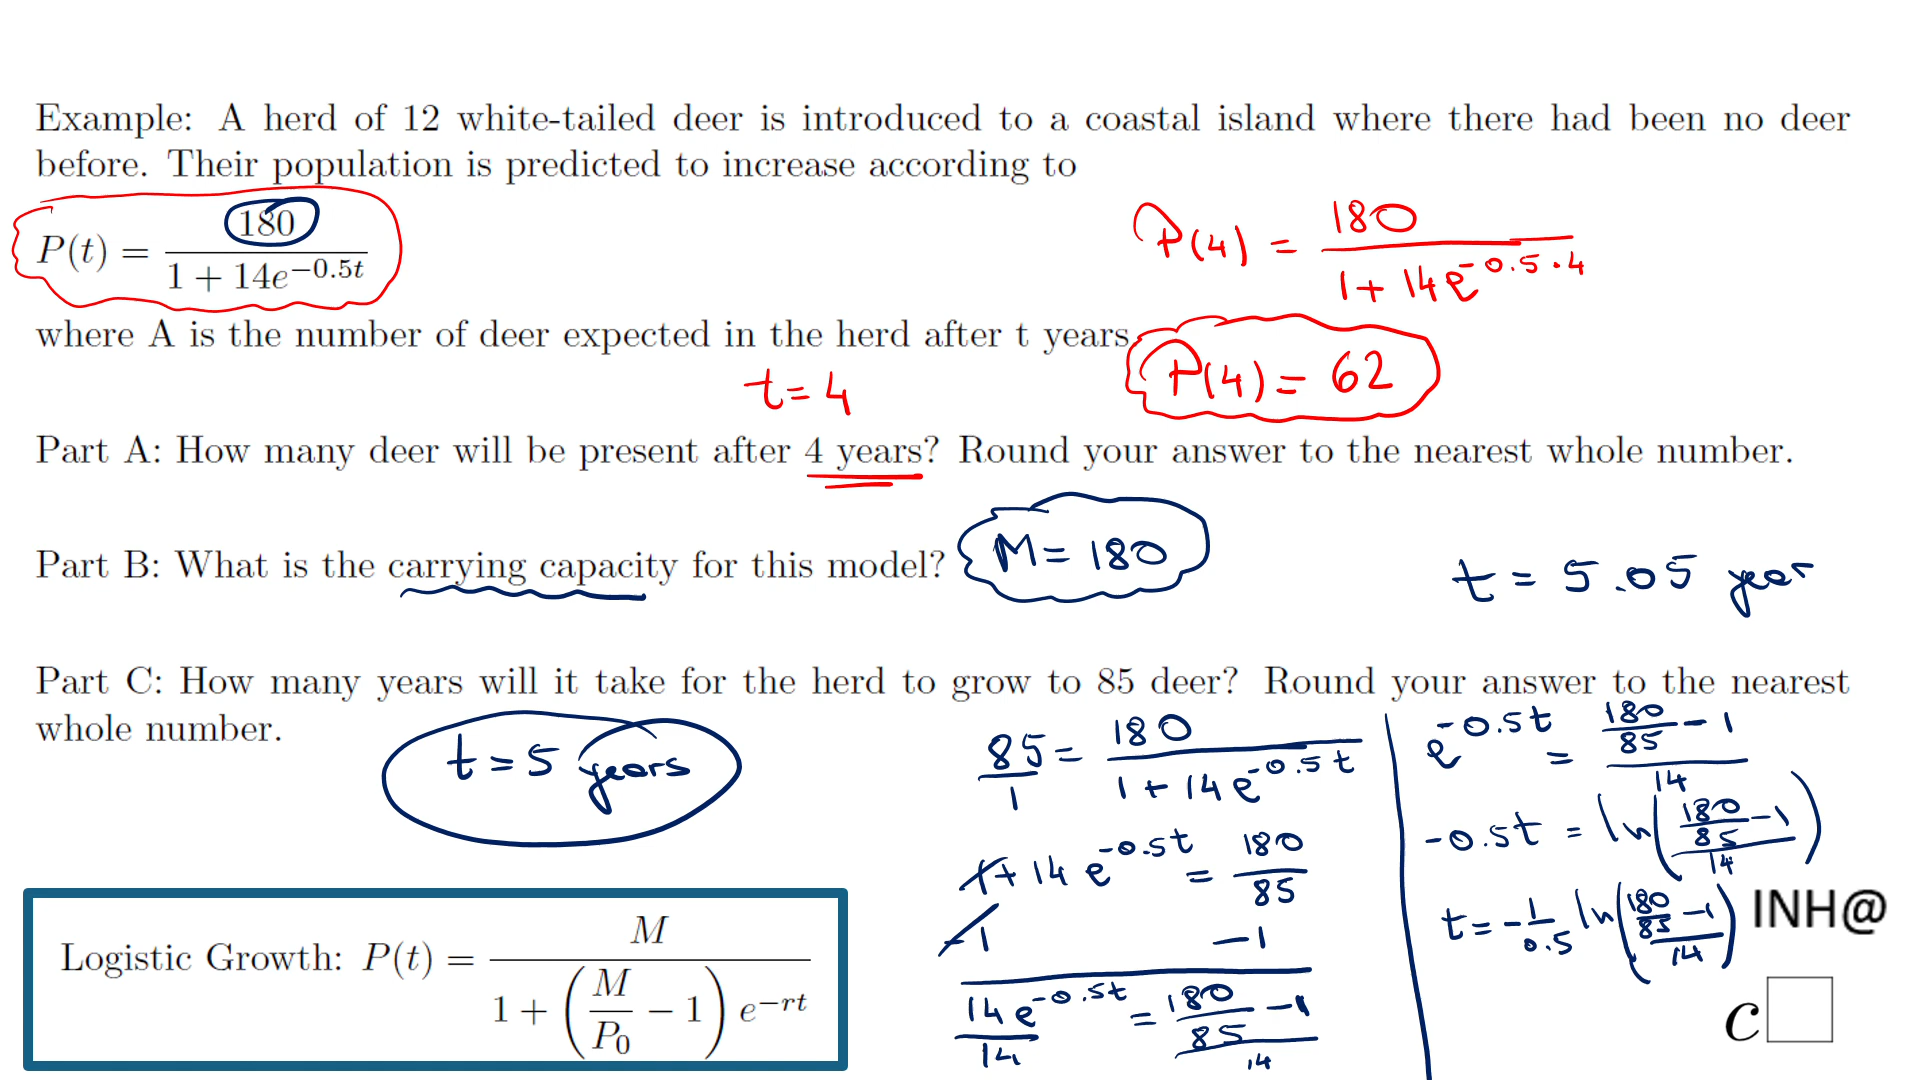 Example: A herd of 12 white-tailed deer is introduced to a coastal island where there had been no deer
before. Their population is predicted to increase according to
P(t) = 180 / (1 + 14e^{-0.5t})
P(4) = 180 / (1 + 14e^{-0.5·4})
where A is the number of deer expected in the herd after t years.
P(4) = 62
t = 4
Part A: How many deer will be present after 4 years? Round your answer to the nearest whole number.
Part B: What is the carrying capacity for this model?
M = 180
t = 5.05 year
Part C: How many years will it take for the herd to grow to 85 deer? Round your answer to the nearest
whole number.
t = 5 years
85/1 = 180 / (1 + 14e^{-0.5t})
1 + 14e^{-0.5t} = 180/85
-1 -1
14e^{-0.5t} / 14 = (180/85 - 1) / 14
e^{-0.5t} = (180/85 - 1) / 14
-0.5t = ln((180/85 - 1) / 14)
t = -1/0.5 ln((180/85 - 1) / 14)
Logistic Growth: P(t) = M / (1 + (M/P_0 - 1) e^{-rt})
INH@
c